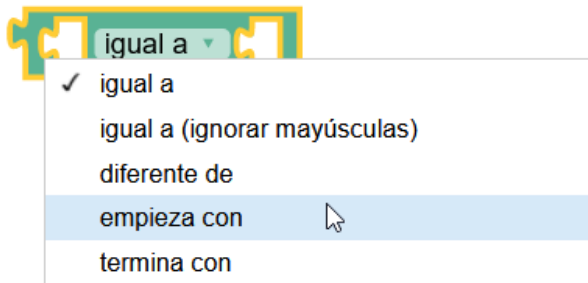 igual a
igual a
igual a (ignorar mayúsculas)
diferente de
empieza con
termina con